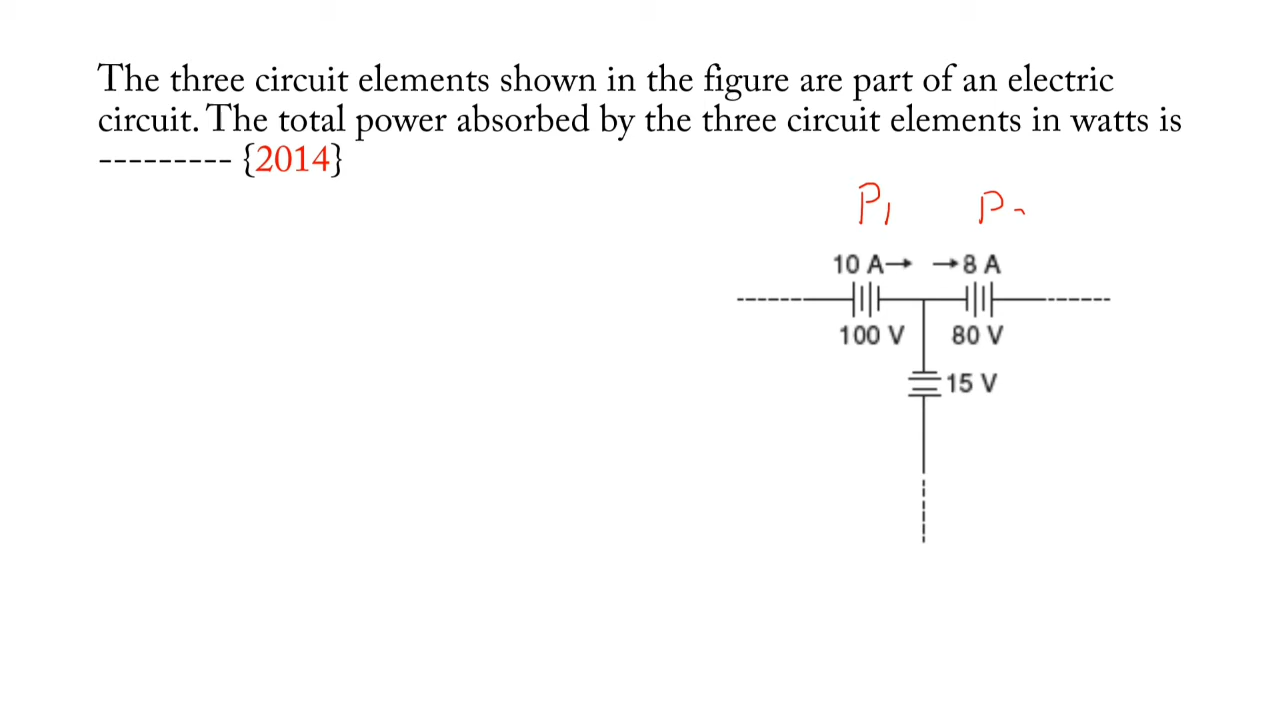 The three circuit elements shown in the figure are part of an electric
circuit. The total power absorbed by the three circuit elements in watts is
--------- {2014}
P₁ P
10 A→ →8 A
100 V 80 V
15 V